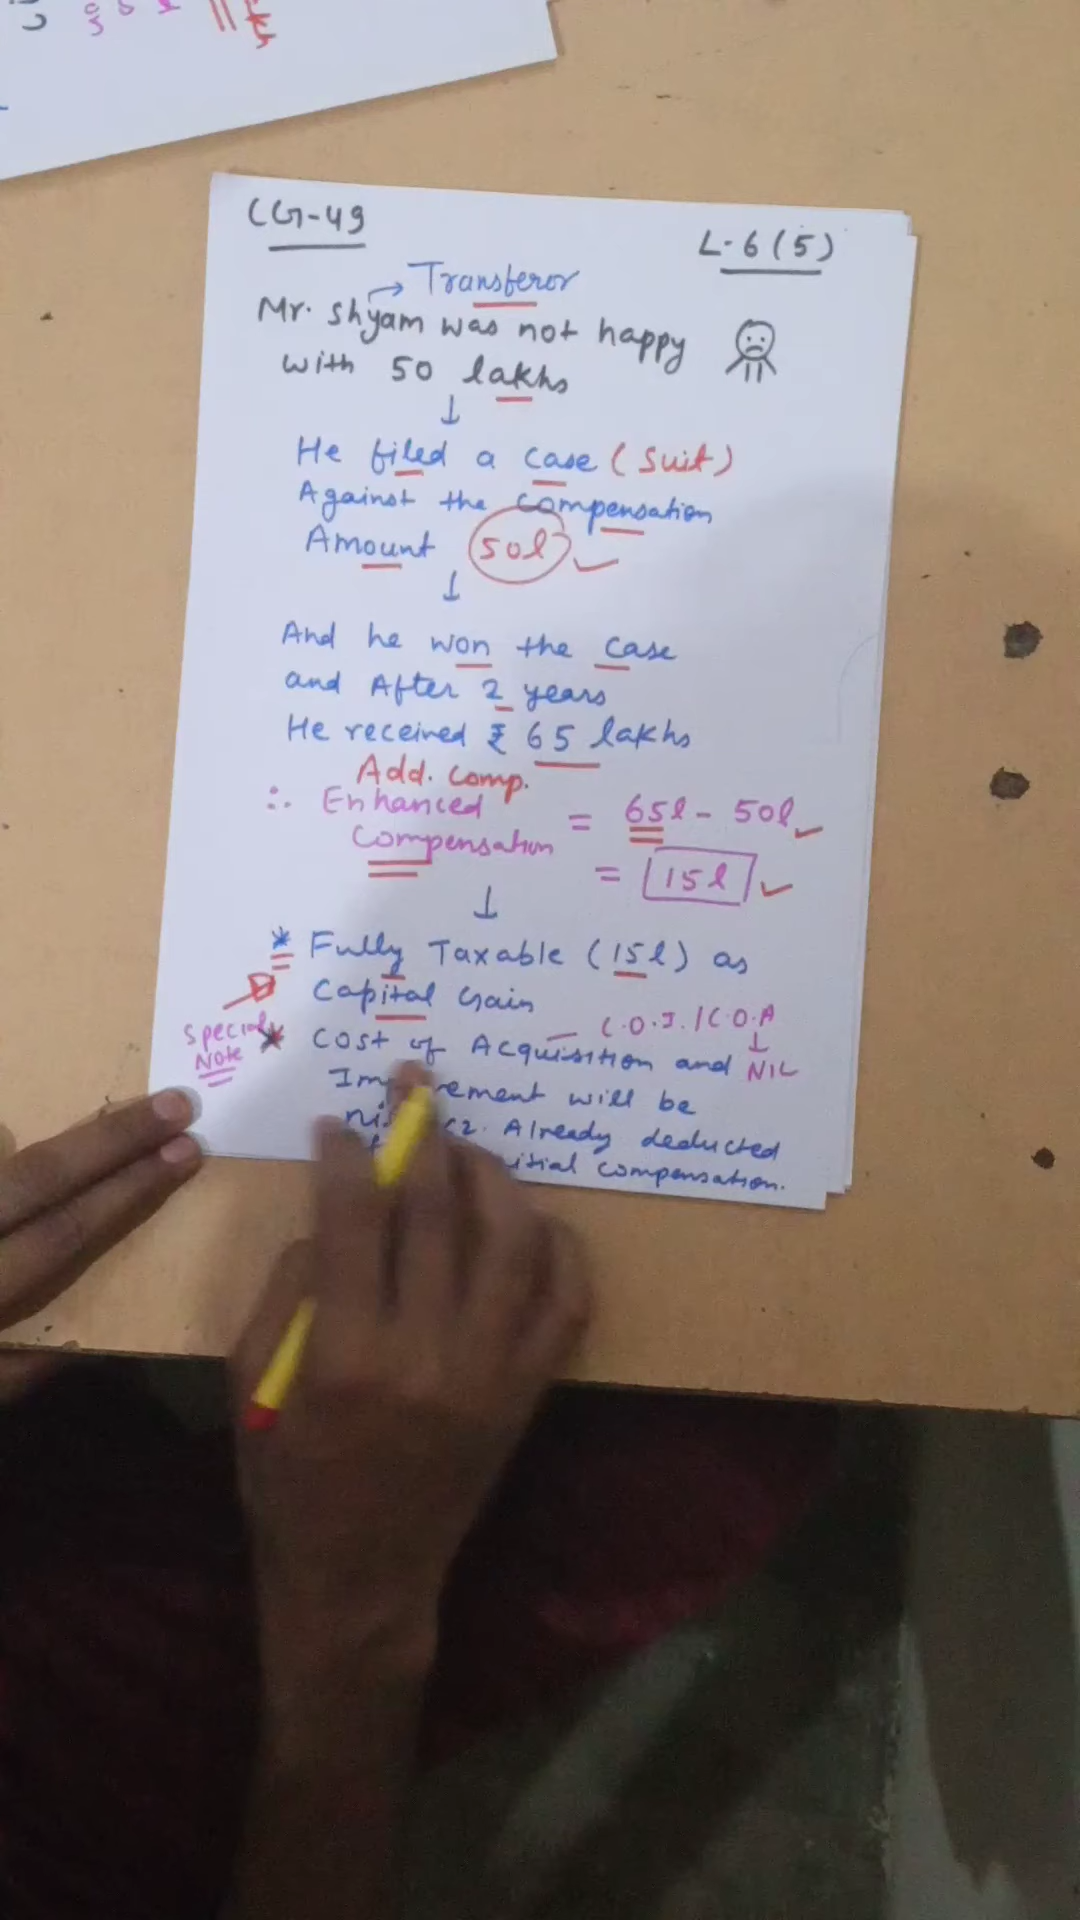 CG-49
L-6(5)
→ Transferor
Mr. Shyam was not happy
with 50 lakhs
He filed a case (suit)
Against the compensation
Amount 50l
And he won the case
and After 2 years
He received ₹ 65 lakhs
Add. Comp.
∴ Enhanced = 65l - 50l
Compensation = 15l
* Fully Taxable (15l) as
Capital Gain
Special Note
C.O.I./C.O.A
* Cost of Acquisition and NIL
will be
Already deducted
initial compensation.